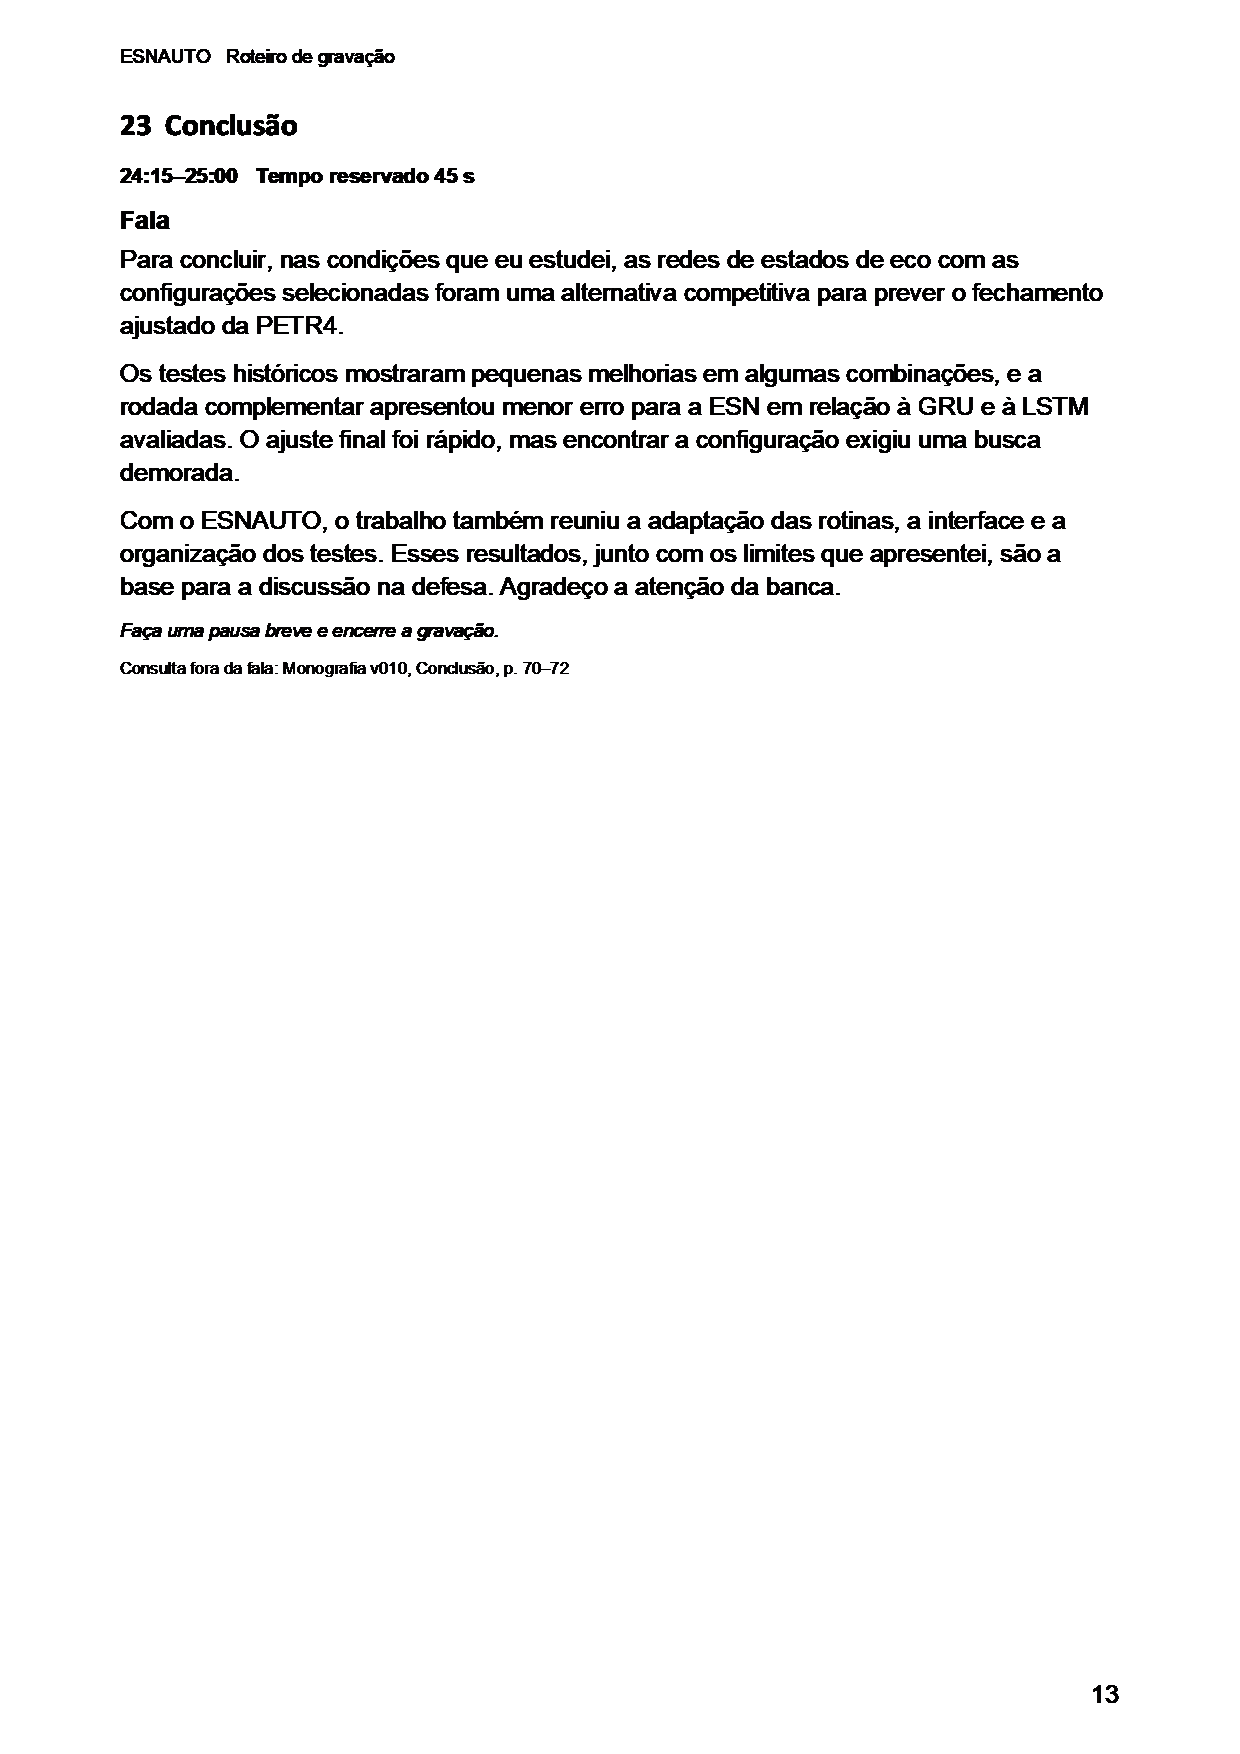 ESNAUTO Roteiro de gravação
23 Conclusão
24:15–25:00 Tempo reservado 45 s
Fala
Para concluir, nas condições que eu estudei, as redes de estados de eco com as
configurações selecionadas foram uma alternativa competitiva para prever o fechamento
ajustado da PETR4.
Os testes históricos mostraram pequenas melhorias em algumas combinações, e a
rodada complementar apresentou menor erro para a ESN em relação à GRU e à LSTM
avaliadas. O ajuste final foi rápido, mas encontrar a configuração exigiu uma busca
demorada.
Com o ESNAUTO, o trabalho também reuniu a adaptação das rotinas, a interface e a
organização dos testes. Esses resultados, junto com os limites que apresentei, são a
base para a discussão na defesa. Agradeço a atenção da banca.
Faça uma pausa breve e encerre a gravação.
Consulta fora da fala: Monografia v010, Conclusão, p. 70–72
13